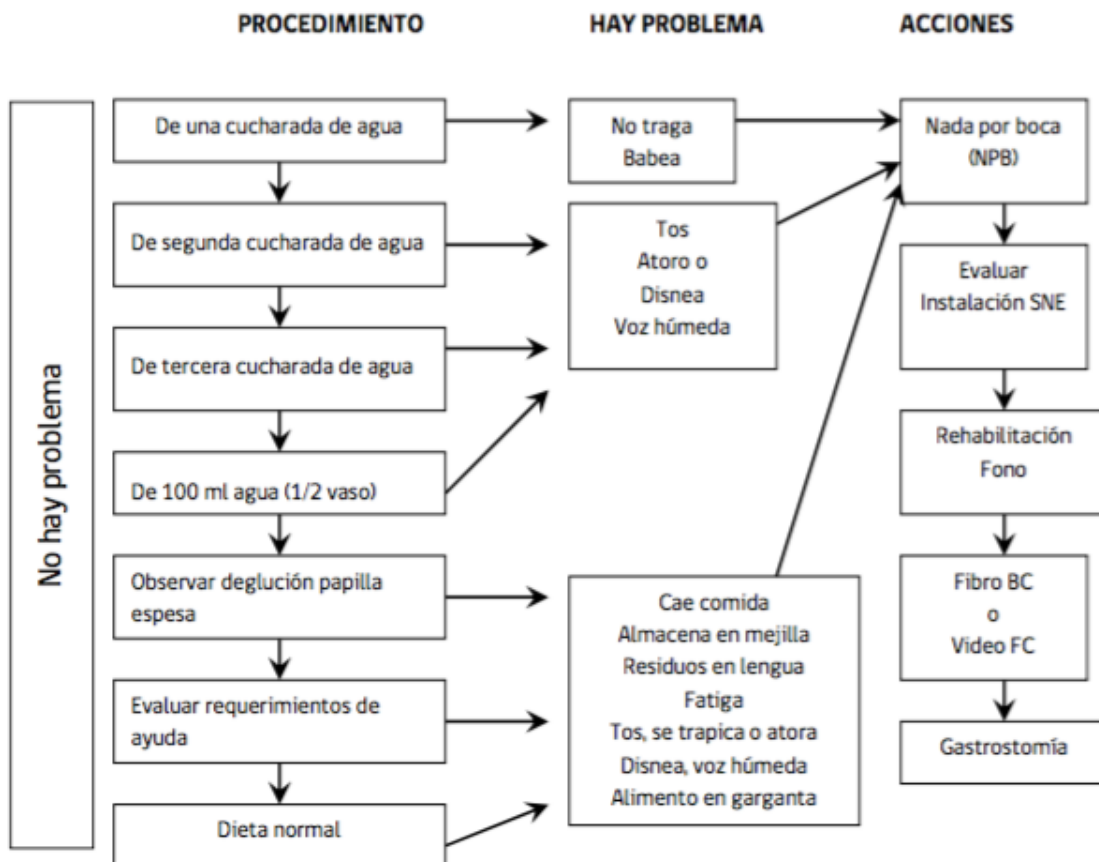 PROCEDIMIENTO
HAY PROBLEMA
ACCIONES
No hay problema
De una cucharada de agua
De segunda cucharada de agua
De tercera cucharada de agua
De 100 ml agua (1/2 vaso)
Observar deglución papilla
espesa
Evaluar requerimientos de
ayuda
Dieta normal
No traga
Babea
Tos
Atoro o
Disnea
Voz húmeda
Cae comida
Almacena en mejilla
Residuos en lengua
Fatiga
Tos, se trapica o atora
Disnea, voz húmeda
Alimento en garganta
Nada por boca
(NPB)
Evaluar
Instalación SNE
Rehabilitación
Fono
Fibro BC
o
Video FC
Gastrostomía